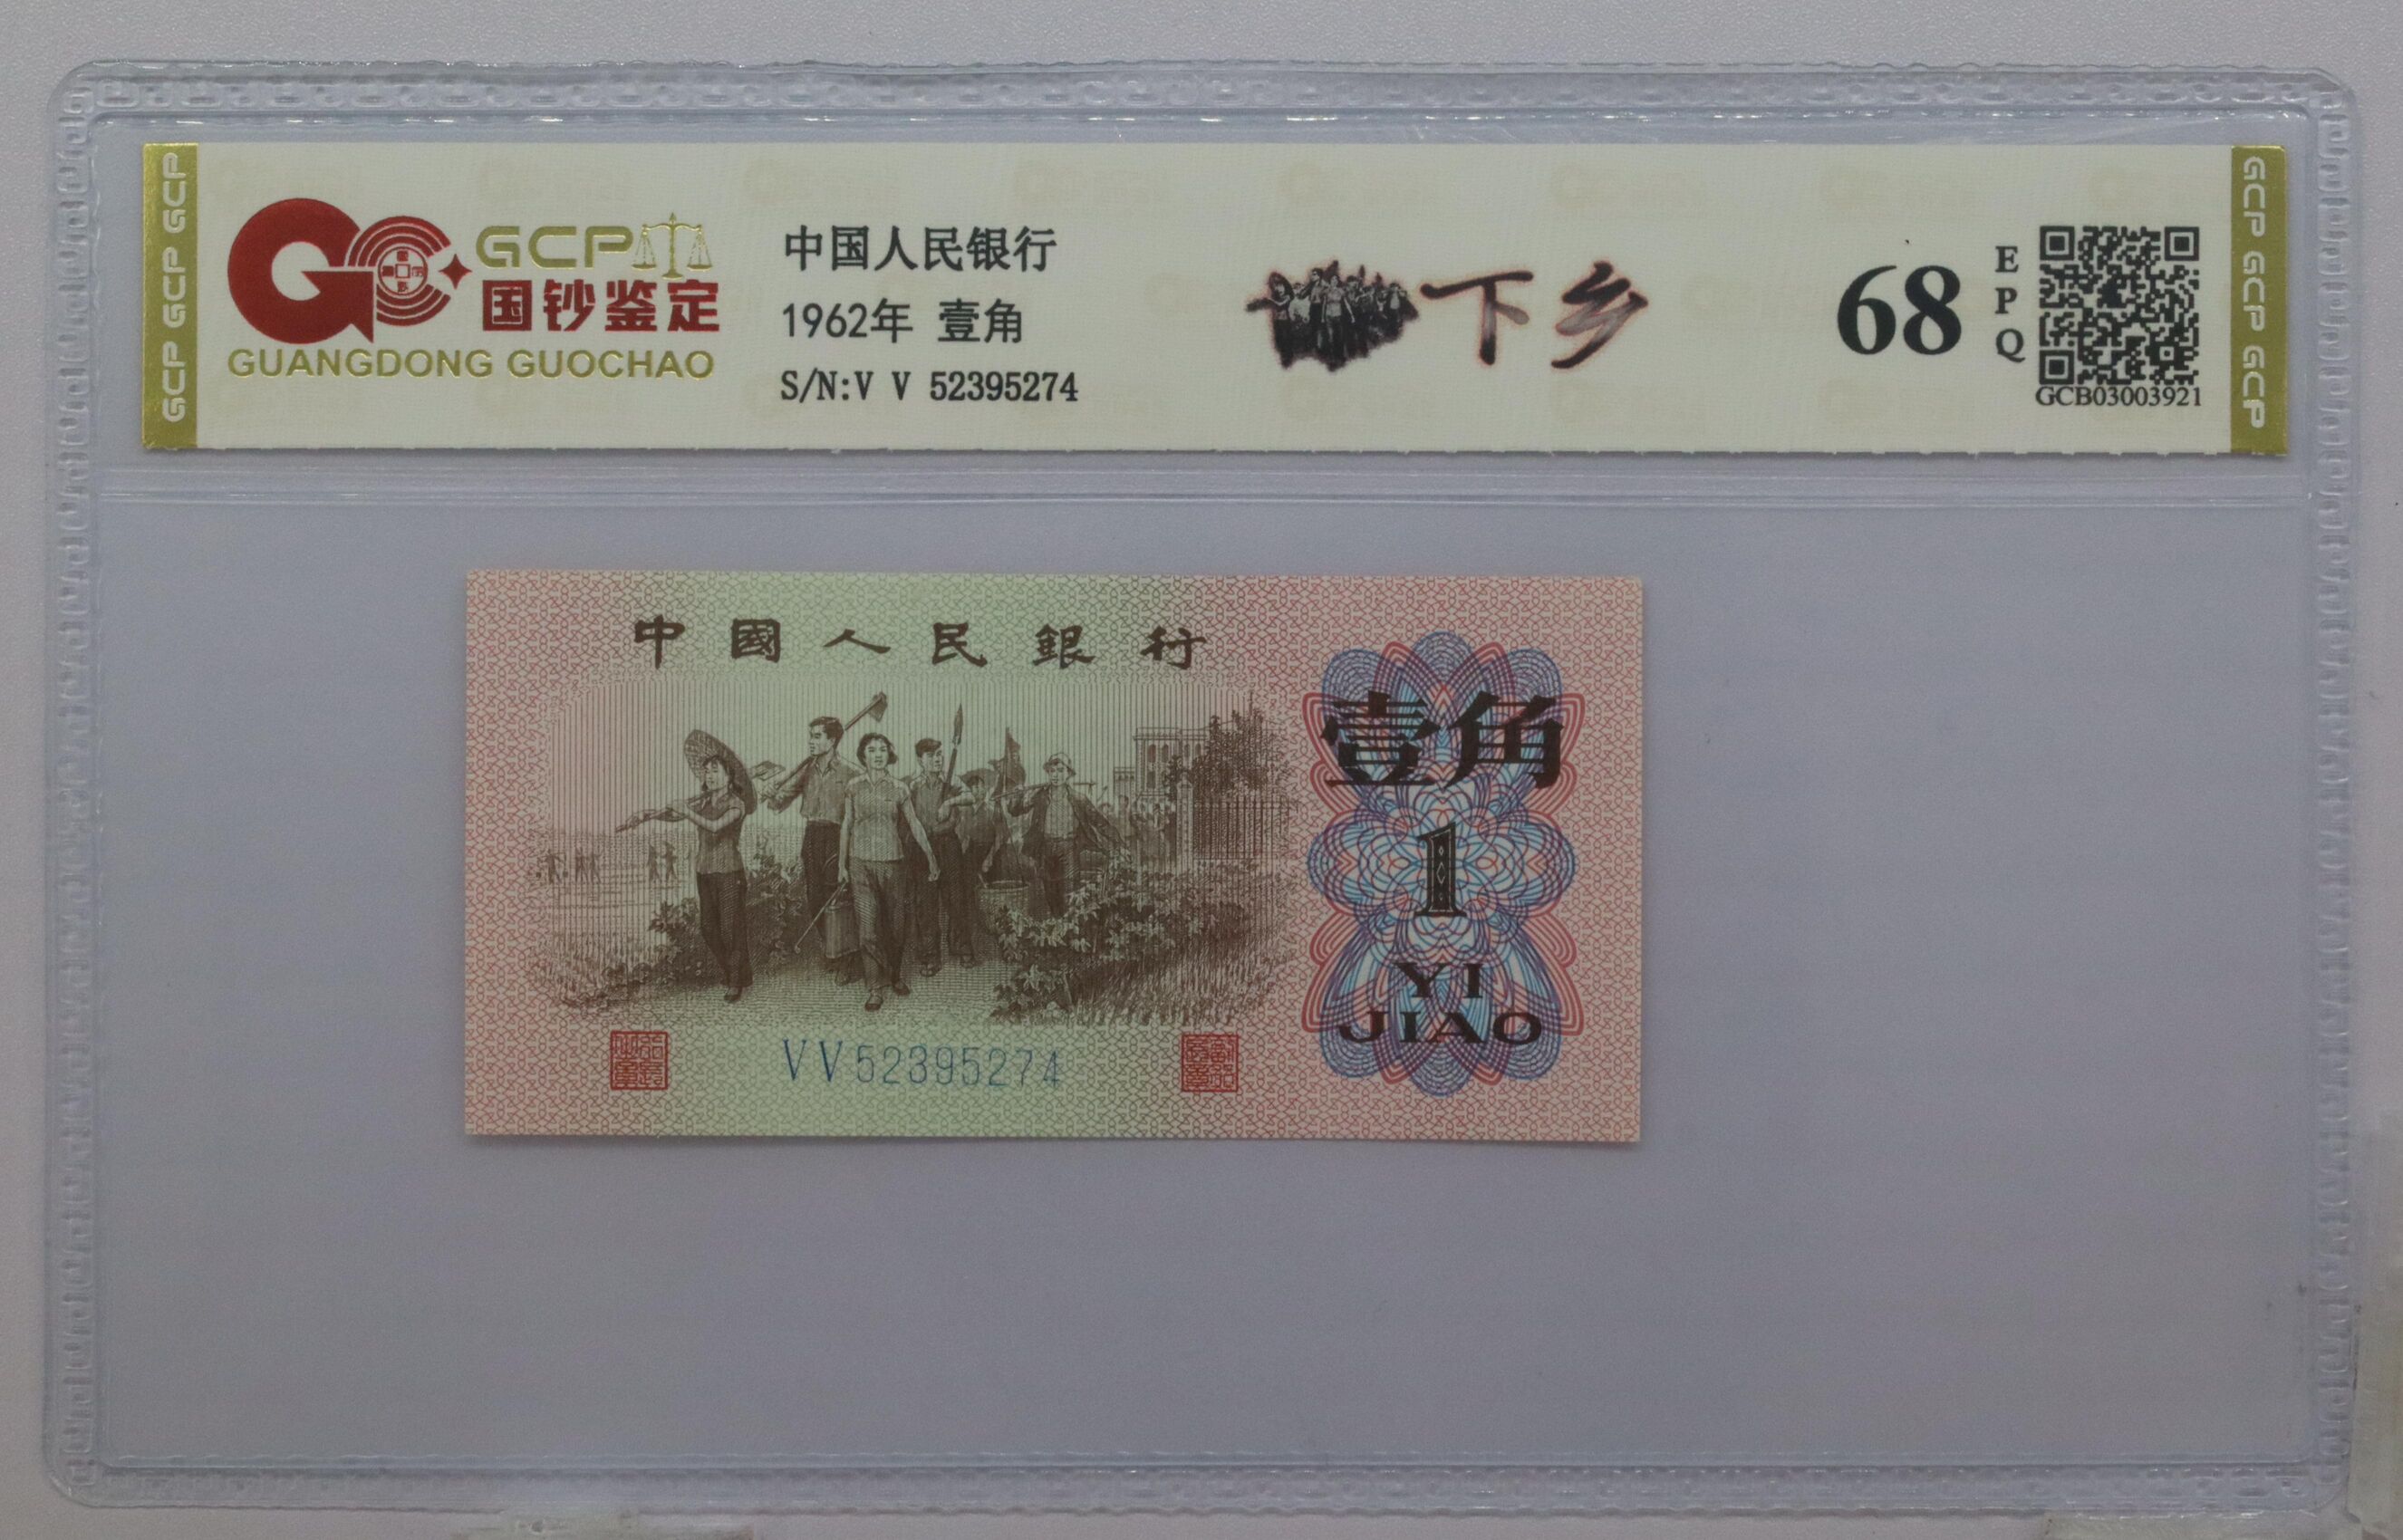 GCP GCP GCP
GCP
国钞鉴定
GUANGDONG GUOCHAO
中国人民银行
1962年 壹角
S/N:V V 52395274
下乡
68
EPQ
GCB03003921
GCP GCP GCP
中國人民銀行
壹角
1
YI
JIAO
VV52395274